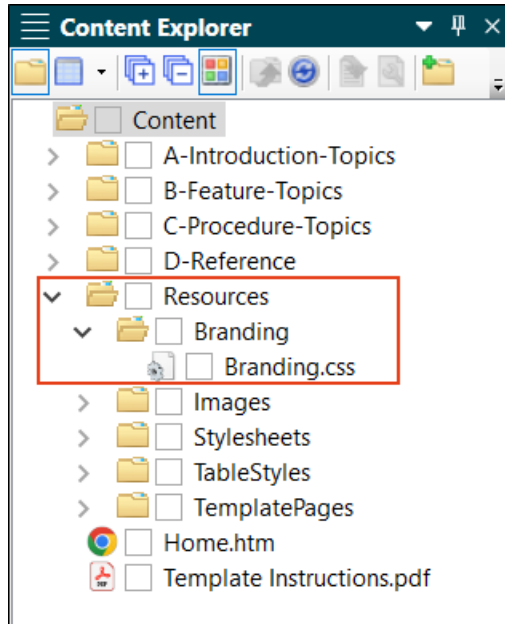 Content Explorer
Content
A-Introduction-Topics
B-Feature-Topics
C-Procedure-Topics
D-Reference
Resources
Branding
Branding.css
Images
Stylesheets
TableStyles
TemplatePages
Home.htm
Template Instructions.pdf